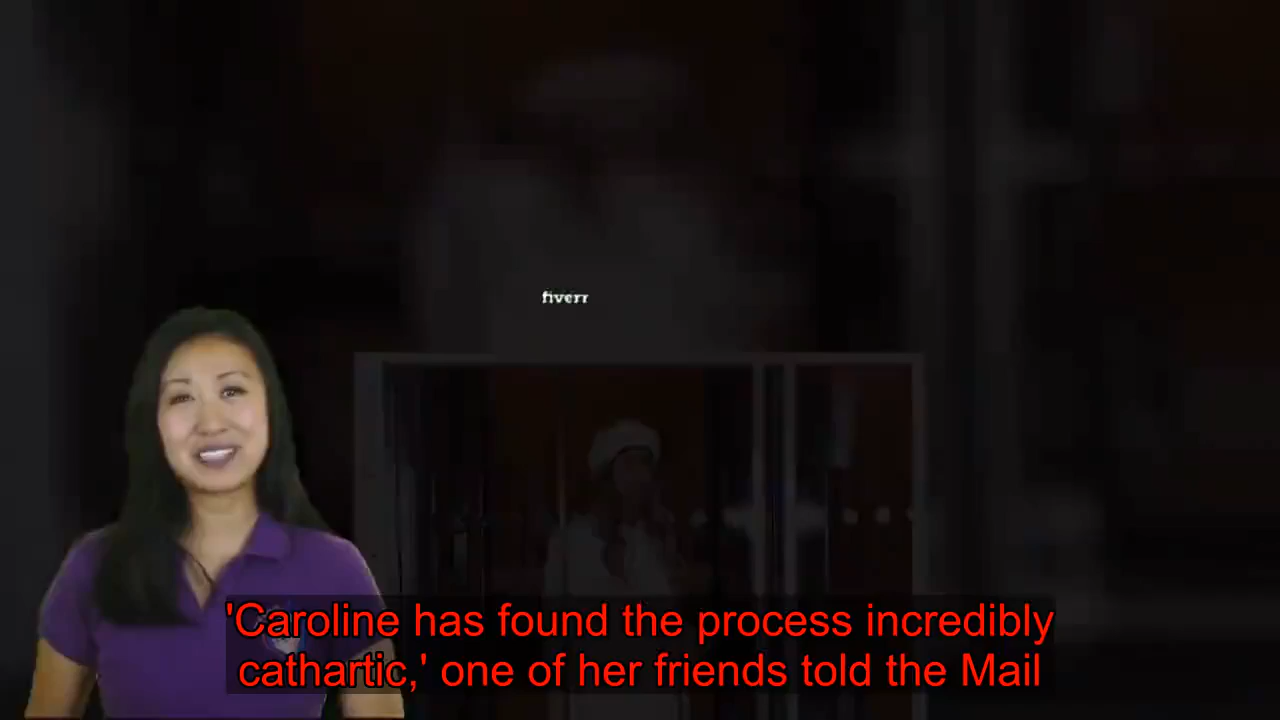 fiverr
'Caroline has found the process incredibly
cathartic,' one of her friends told the Mail